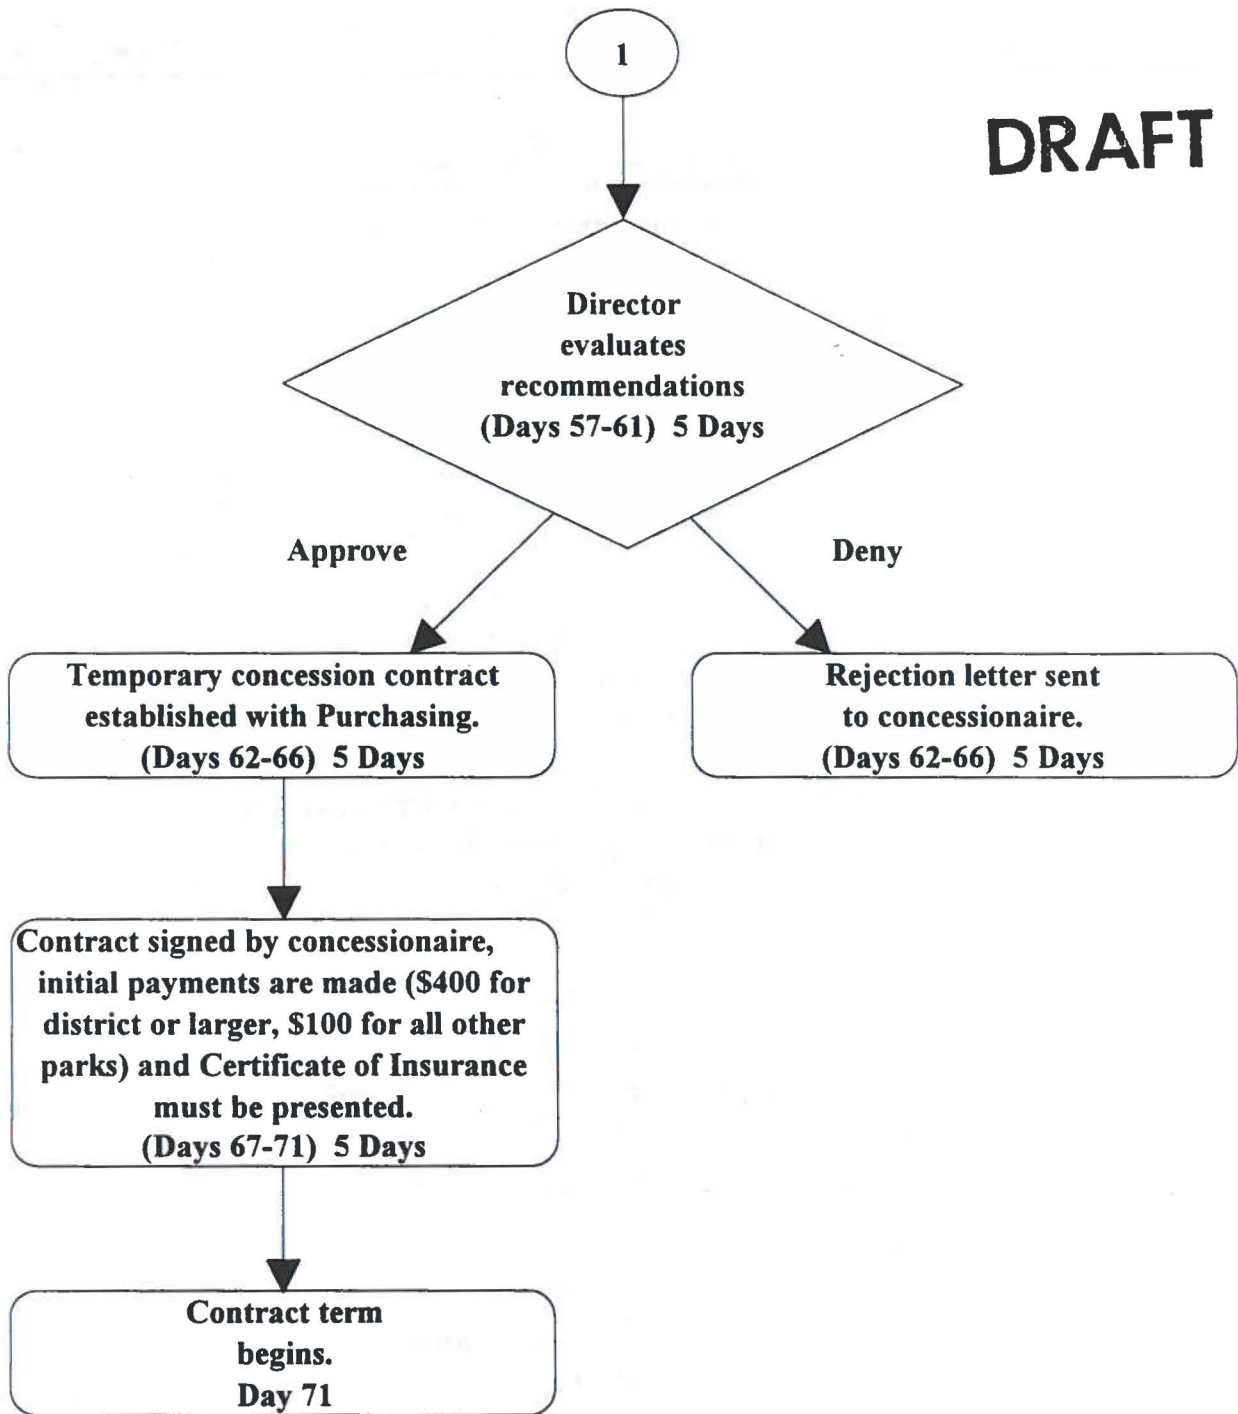 1
DRAFT
Director
evaluates
recommendations
(Days 57-61) 5 Days
Approve
Deny
Temporary concession contract
established with Purchasing.
(Days 62-66) 5 Days
Rejection letter sent
to concessionaire.
(Days 62-66) 5 Days
Contract signed by concessionaire,
initial payments are made ($400 for
district or larger, $100 for all other
parks) and Certificate of Insurance
must be presented.
(Days 67-71) 5 Days
Contract term
begins.
Day 71